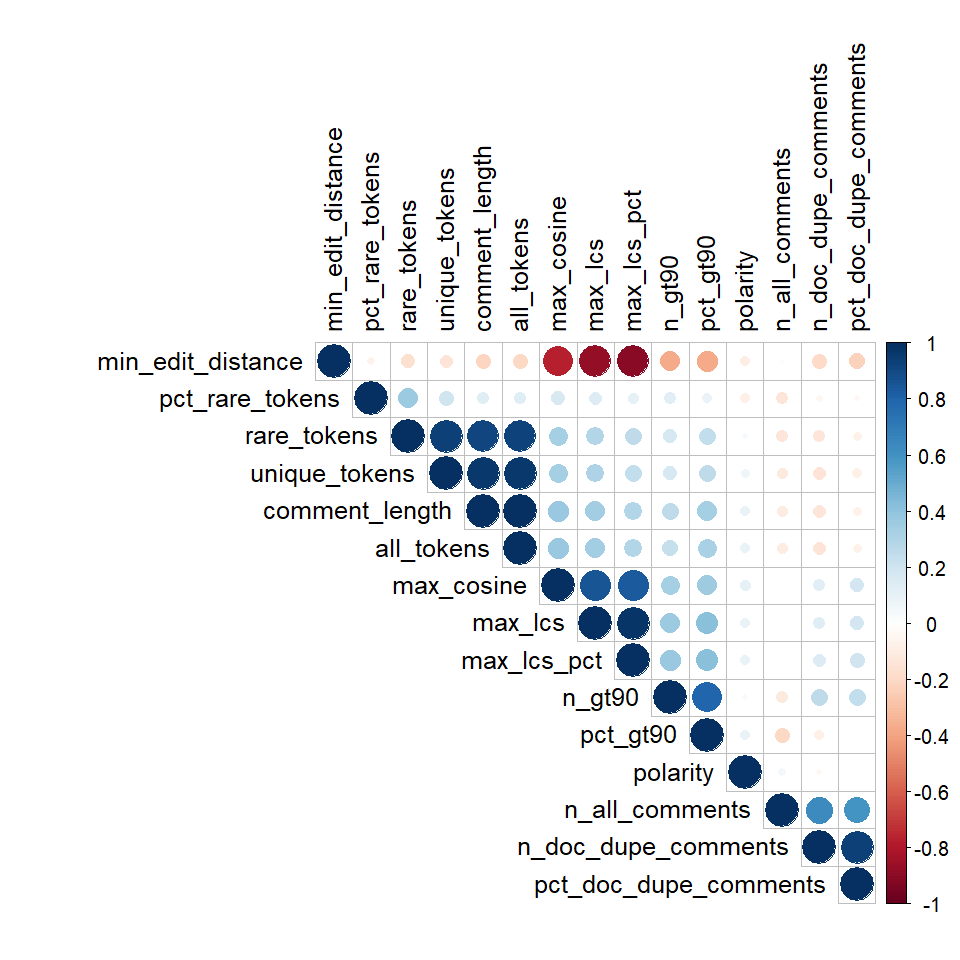 min_edit_distance
pct_rare_tokens
rare_tokens
unique_tokens
comment_length
all_tokens
max_cosine
max_lcs
max_lcs_pct
n_gt90
pct_gt90
polarity
n_all_comments
n_doc_dupe_comments
pct_doc_dupe_comments
min_edit_distance
pct_rare_tokens
rare_tokens
unique_tokens
comment_length
all_tokens
max_cosine
max_lcs
max_lcs_pct
n_gt90
pct_gt90
polarity
n_all_comments
n_doc_dupe_comments
pct_doc_dupe_comments
1
0.8
0.6
0.4
0.2
0
-0.2
-0.4
-0.6
-0.8
-1